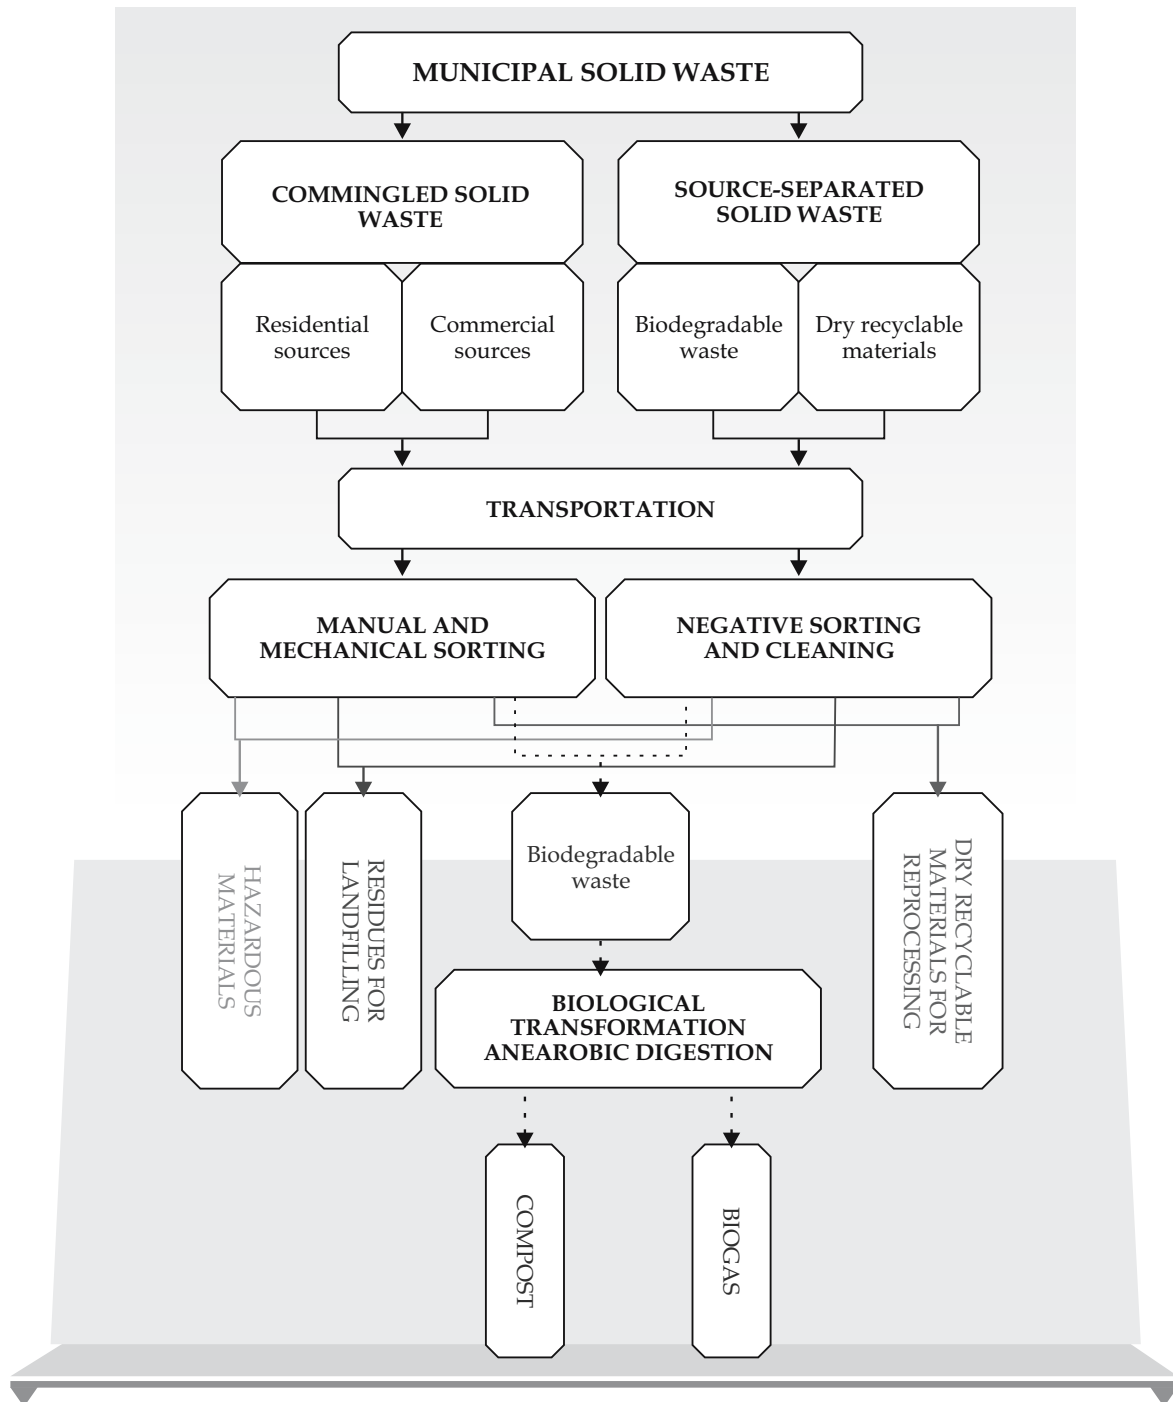 MUNICIPAL SOLID WASTE
COMMINGLED SOLID
WASTE
SOURCE-SEPARATED
SOLID WASTE
Residential
sources
Commercial
sources
Biodegradable
waste
Dry recyclable
materials
TRANSPORTATION
MANUAL AND
MECHANICAL SORTING
NEGATIVE SORTING
AND CLEANING
HAZARDOUS
MATERIALS
RESIDUES FOR
LANDFILLING
Biodegradable
waste
DRY RECYCLABLE
MATERIALS FOR
REPROCESSING
BIOLOGICAL
TRANSFORMATION
ANEAROBIC DIGESTION
COMPOST
BIOGAS